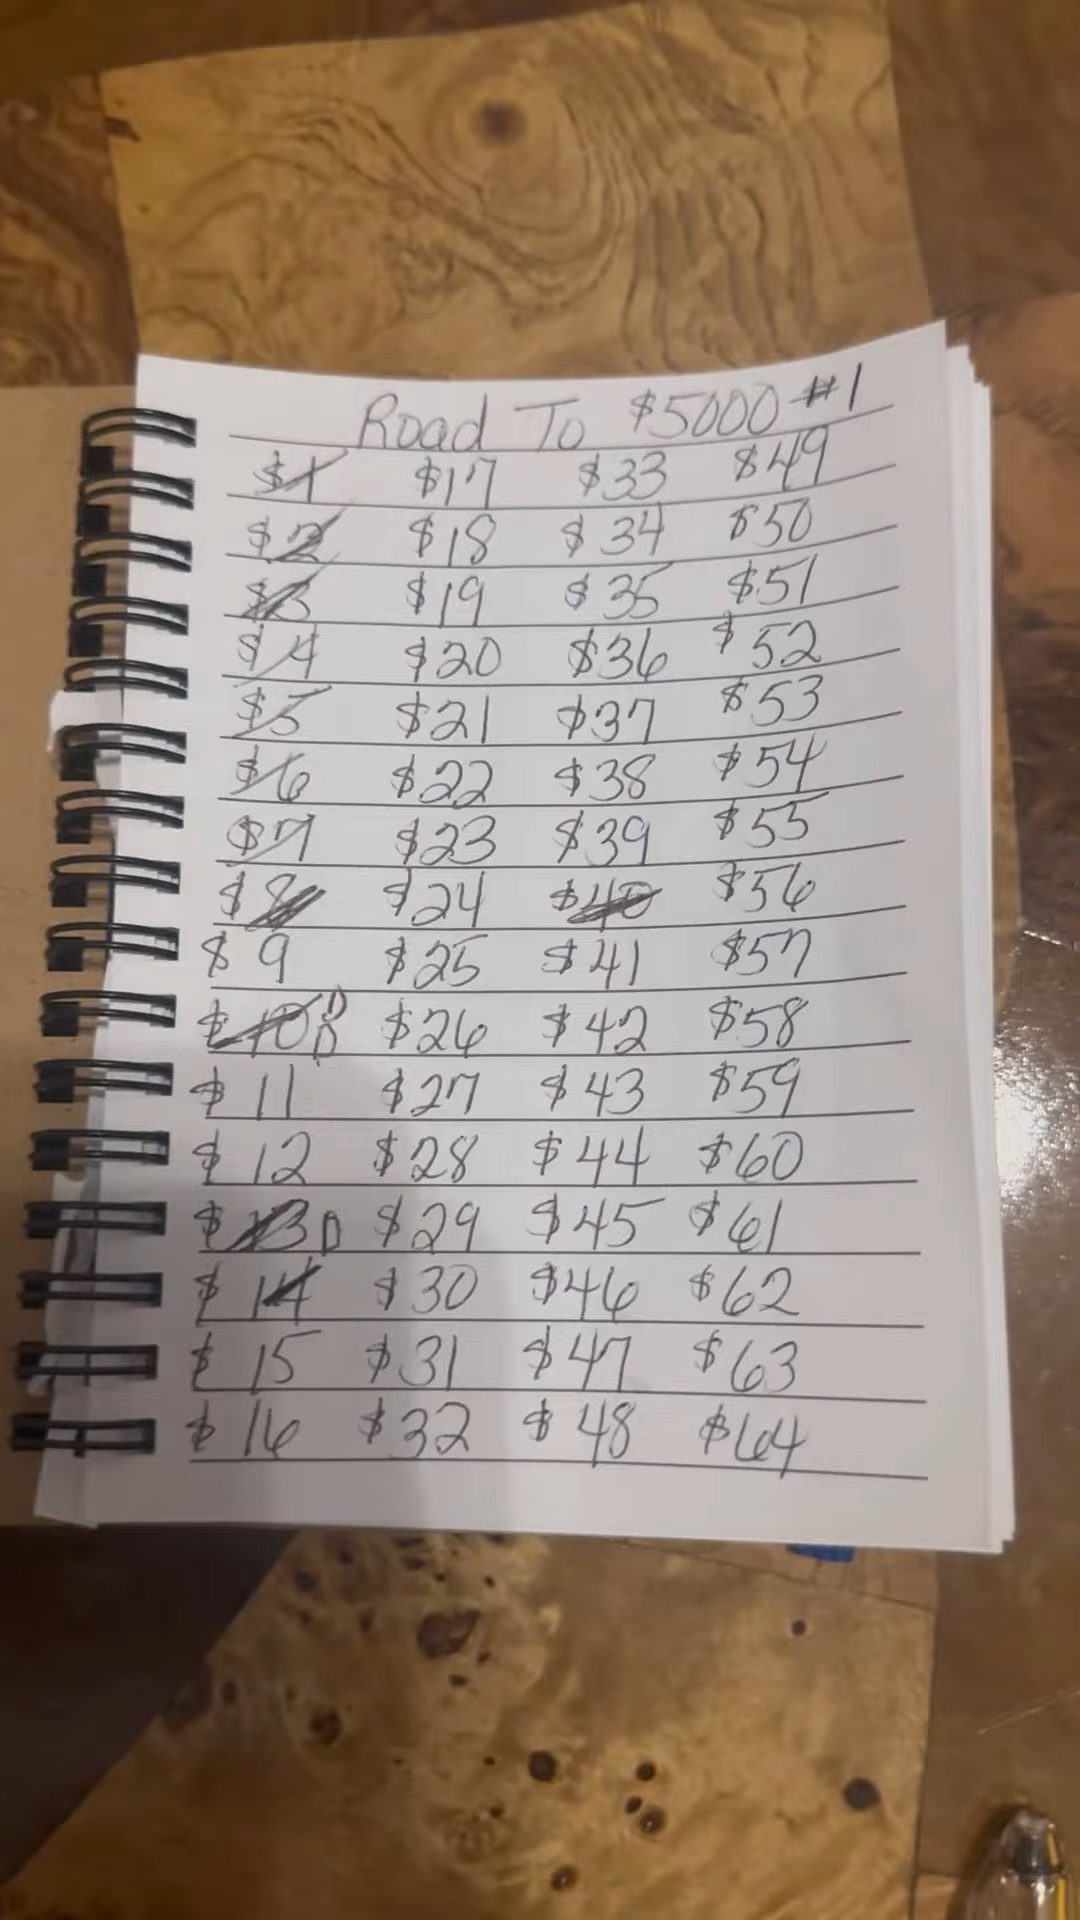 Road To $5000 #1
$1 $17 $33 $49
$2 $18 $34 $50
$3 $19 $35 $51
$4 $20 $36 $52
$5 $21 $37 $53
$6 $22 $38 $54
$7 $23 $39 $55
$8 $24 $40 $56
$ 9 $25 $41 $57
$10 D D $26 $42 $58
$ 11 $27 $43 $59
$ 12 $28 $44 $60
$ 13 D $29 $45 $61
$ 14 $30 $46 $62
$ 15 $31 $47 $63
$ 16 $32 $48 $64